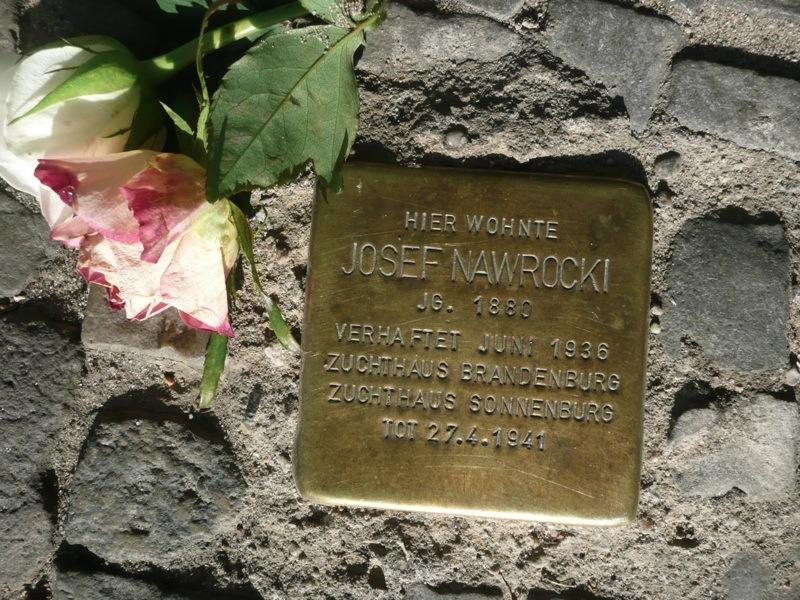 HIER WOHNTE
JOSEF NAWROCKI
JG. 1880
VERHAFTET JUNI 1936
ZUCHTHAUS BRANDENBURG
ZUCHTHAUS SONNENBURG
TOT 27.4.1941